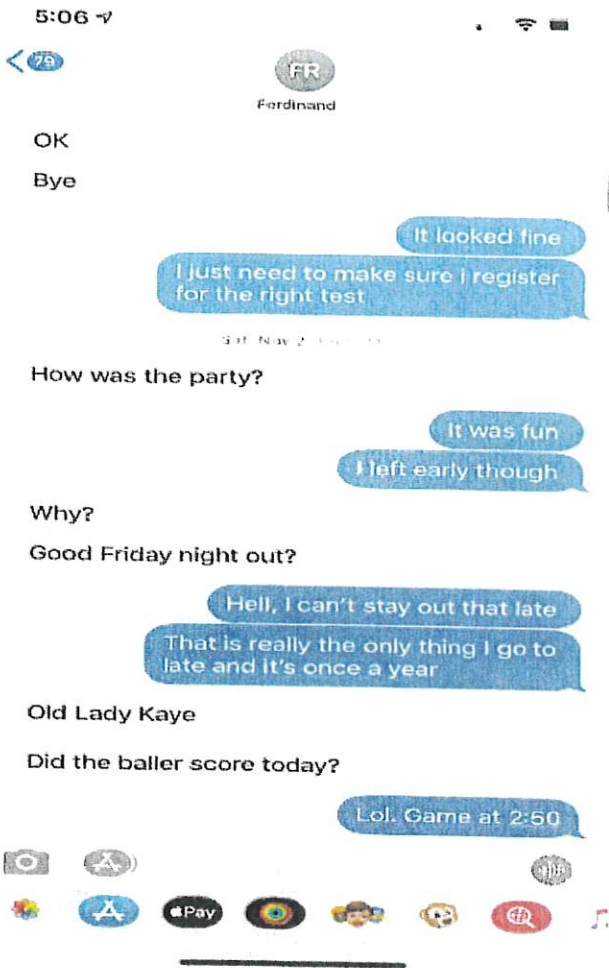 5:06
79
FR
Ferdinand
OK
Bye
It looked fine
I just need to make sure i register
for the right test
Sat, Nov 2
How was the party?
It was fun
I left early though
Why?
Good Friday night out?
Hell, I can't stay out that late
That is really the only thing I go to
late and it's once a year
Old Lady Kaye
Did the baller score today?
Lol. Game at 2:50
Pay